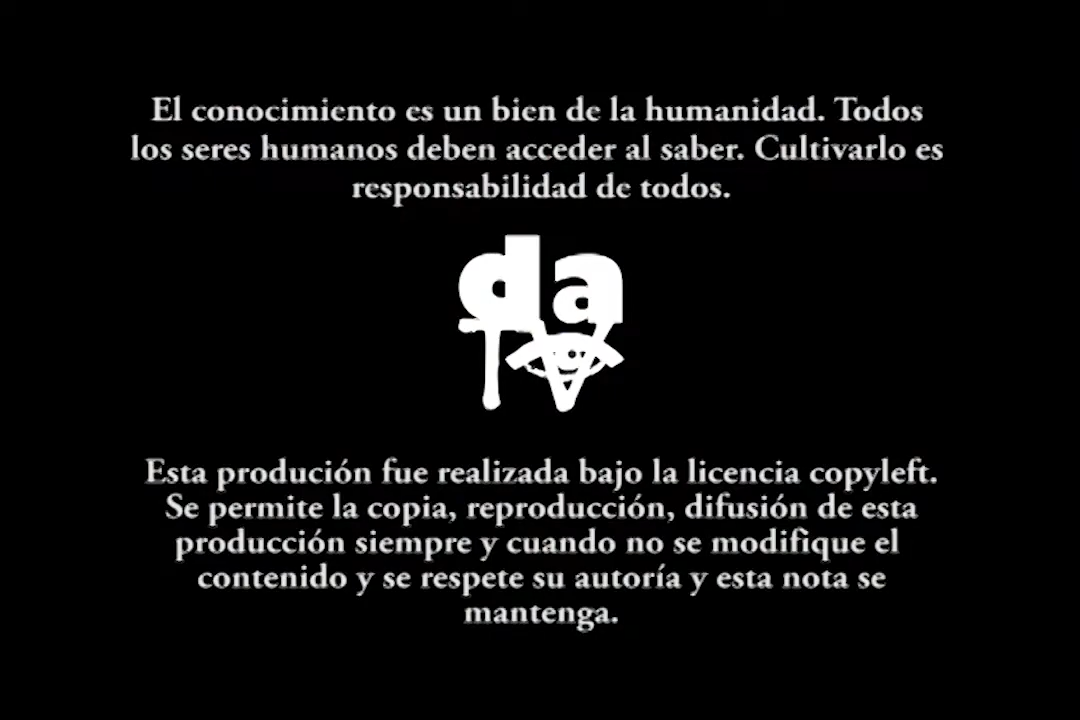 El conocimiento es un bien de la humanidad. Todos
los seres humanos deben acceder al saber. Cultivarlo es
responsabilidad de todos.
da
TV
Esta produción fue realizada bajo la licencia copyleft.
Se permite la copia, reproducción, difusión de esta
producción siempre y cuando no se modifique el
contenido y se respete su autoría y esta nota se
mantenga.